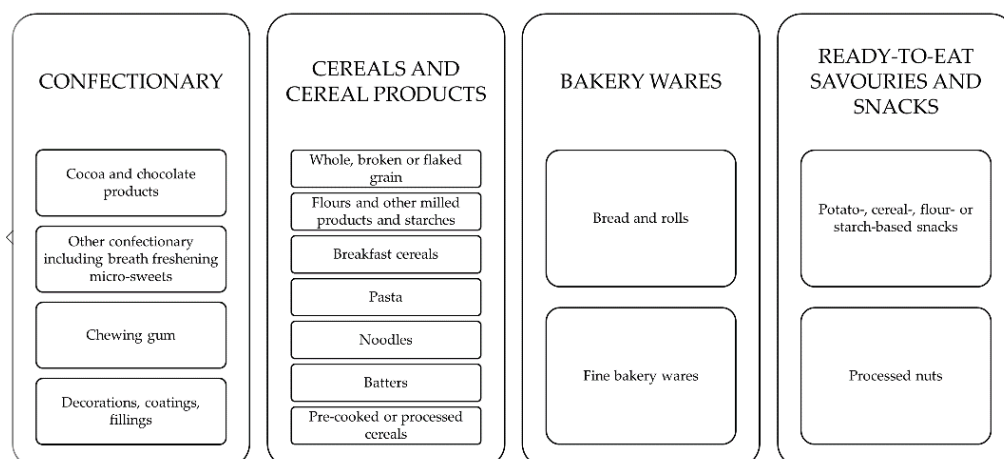 CONFECTIONARY
Cocoa and chocolate
products
Other confectionary
including breath freshening
micro-sweets
Chewing gum
Decorations, coatings,
fillings
CEREALS AND
CEREAL PRODUCTS
Whole, broken or flaked
grain
Flours and other milled
products and starches
Breakfast cereals
Pasta
Noodles
Batters
Pre-cooked or processed
cereals
BAKERY WARES
Bread and rolls
Fine bakery wares
READY-TO-EAT
SAVOURIES AND
SNACKS
Potato-, cereal-, flour- or
starch-based snacks
Processed nuts